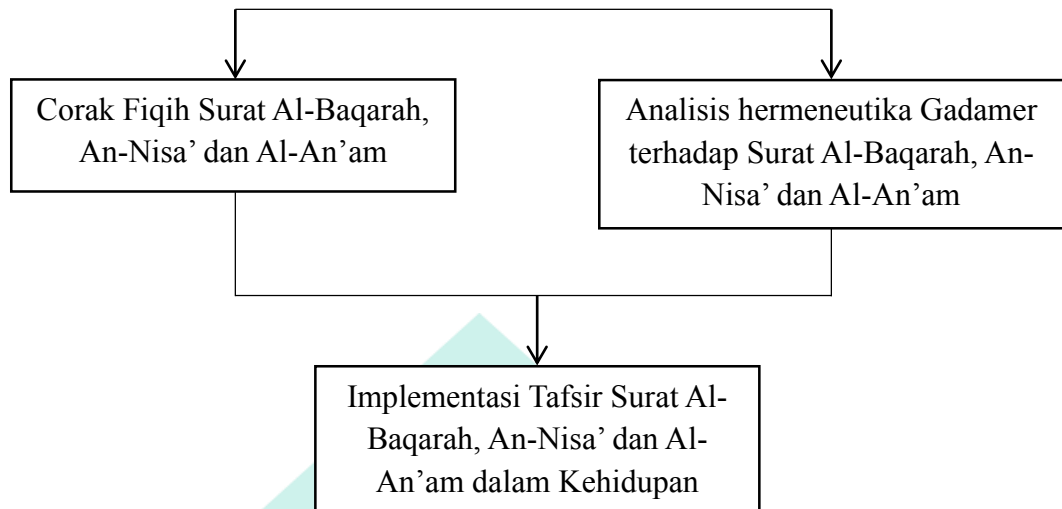 Corak Fiqih Surat Al-Baqarah,
An-Nisa’ dan Al-An’am
Analisis hermeneutika Gadamer
terhadap Surat Al-Baqarah, An-
Nisa’ dan Al-An’am
Implementasi Tafsir Surat Al-
Baqarah, An-Nisa’ dan Al-
An’am dalam Kehidupan